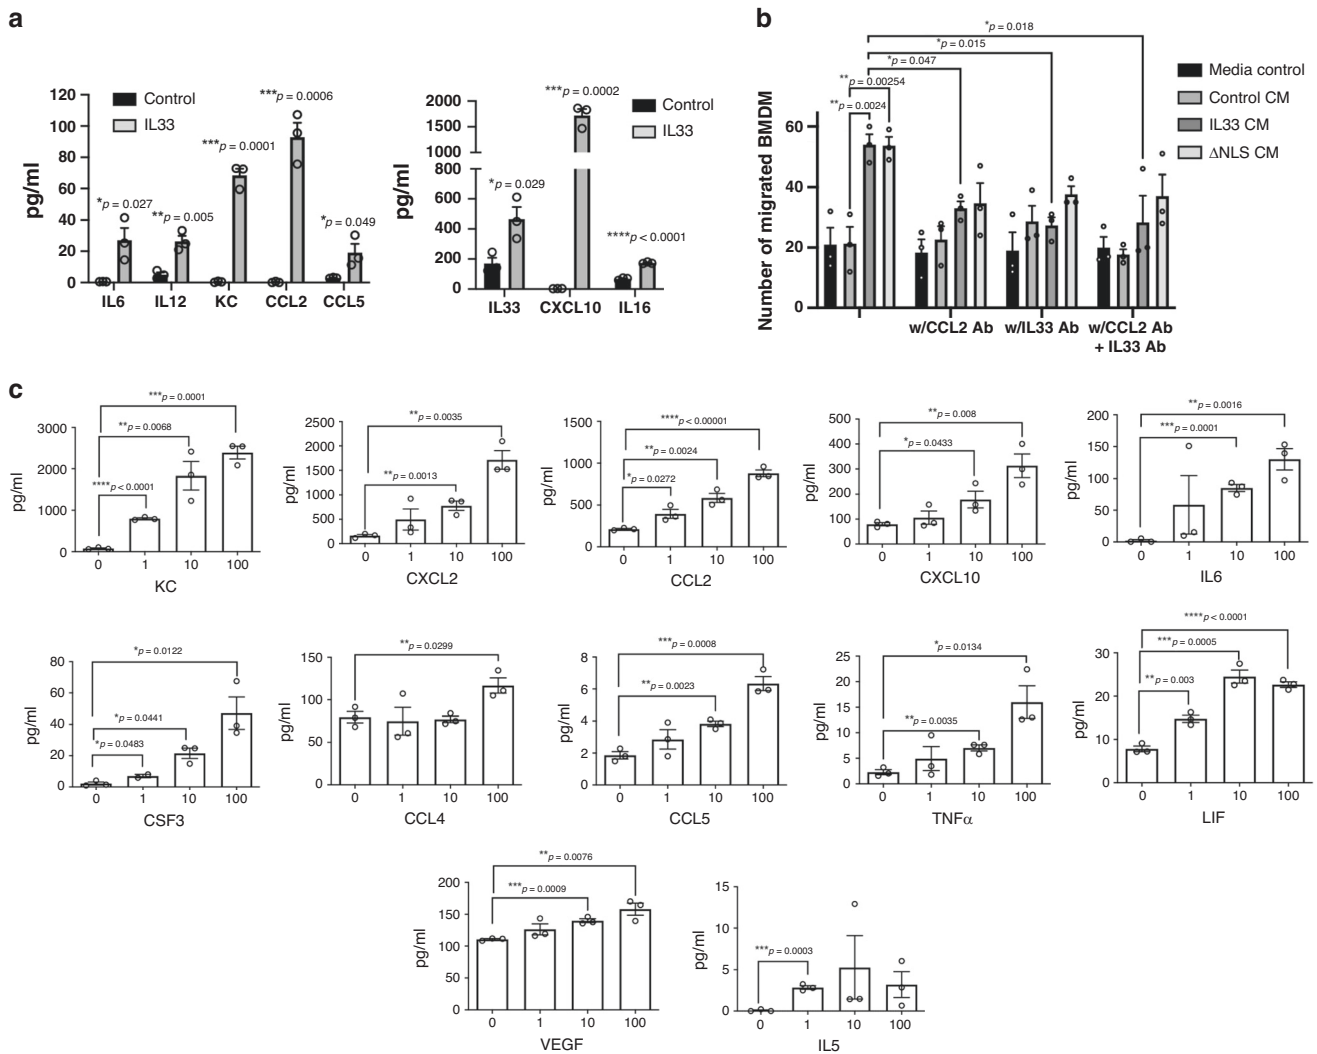 a
120
100
80
60
40
20
0
pg/ml
Control
IL33
*p = 0.027
**p = 0.005
***p = 0.0001
***p = 0.0006
*p = 0.049
IL6 IL12 KC CCL2 CCL5
2000
1500
1000
800
600
400
200
0
pg/ml
Control
IL33
*p = 0.029
***p = 0.0002
****p < 0.0001
IL33 CXCL10 IL16
b
Number of migrated BMDM
60
40
20
0
*p = 0.018
*p = 0.015
*p = 0.047
**p = 0.00254
**p = 0.0024
Media control
Control CM
IL33 CM
ΔNLS CM
w/CCL2 Ab w/IL33 Ab w/CCL2 Ab
+ IL33 Ab
c
pg/ml
3000
2000
1000
0
***p = 0.0001
**p = 0.0068
****p < 0.0001
0 1 10 100
KC
pg/ml
2500
2000
1500
1000
500
0
**p = 0.0035
**p = 0.0013
0 1 10 100
CXCL2
pg/ml
1500
1000
500
0
****p < 0.00001
**p = 0.0024
*p = 0.0272
0 1 10 100
CCL2
pg/ml
500
400
300
200
100
0
**p = 0.008
*p = 0.0433
0 1 10 100
CXCL10
pg/ml
200
150
100
50
0
**p = 0.0016
***p = 0.0001
0 1 10 100
IL6
pg/ml
80
60
40
20
0
*p = 0.0122
*p = 0.0441
*p = 0.0483
0 1 10 100
CSF3
pg/ml
150
100
50
0
**p = 0.0299
0 1 10 100
CCL4
pg/ml
8
6
4
2
0
***p = 0.0008
**p = 0.0023
0 1 10 100
CCL5
pg/ml
25
20
15
10
5
0
*p = 0.0134
**p = 0.0035
0 1 10 100
TNFα
pg/ml
30
20
10
0
****p < 0.0001
***p = 0.0005
**p = 0.003
0 1 10 100
LIF
pg/ml
200
150
100
50
0
**p = 0.0076
***p = 0.0009
0 1 10 100
VEGF
pg/ml
15
10
5
0
***p = 0.0003
0 1 10 100
IL5